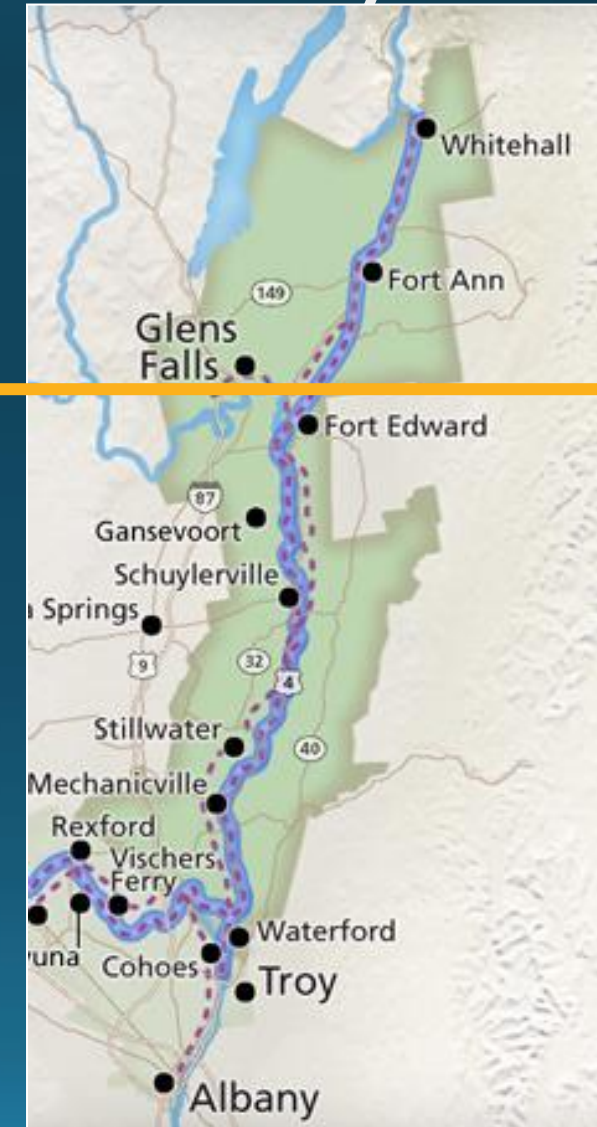 Whitehall
Fort Ann
149
Glens
Falls
Fort Edward
87
Gansevoort
Schuylerville
Springs
9
32
4
Stillwater
40
Mechanicville
Rexford
Vischers
Ferry
Waterford
Cohoes
Troy
Albany